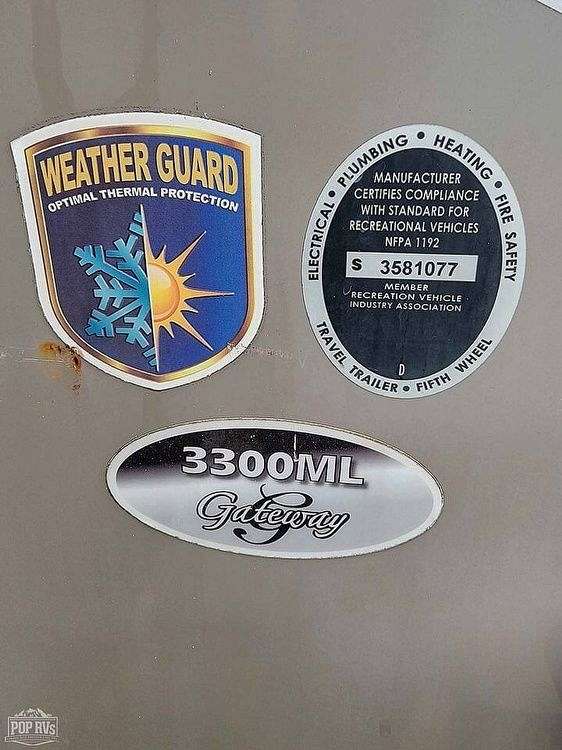 WEATHER GUARD
OPTIMAL THERMAL PROTECTION
ELECTRICAL • PLUMBING • HEATING • FIRE SAFETY
MANUFACTURER
CERTIFIES COMPLIANCE
WITH STANDARD FOR
RECREATIONAL VEHICLES
NFPA 1192
S 3581077
MEMBER
RECREATION VEHICLE
INDUSTRY ASSOCIATION
D
TRAVEL TRAILER • FIFTH WHEEL
3300ML
G
Gateway
POP RVs